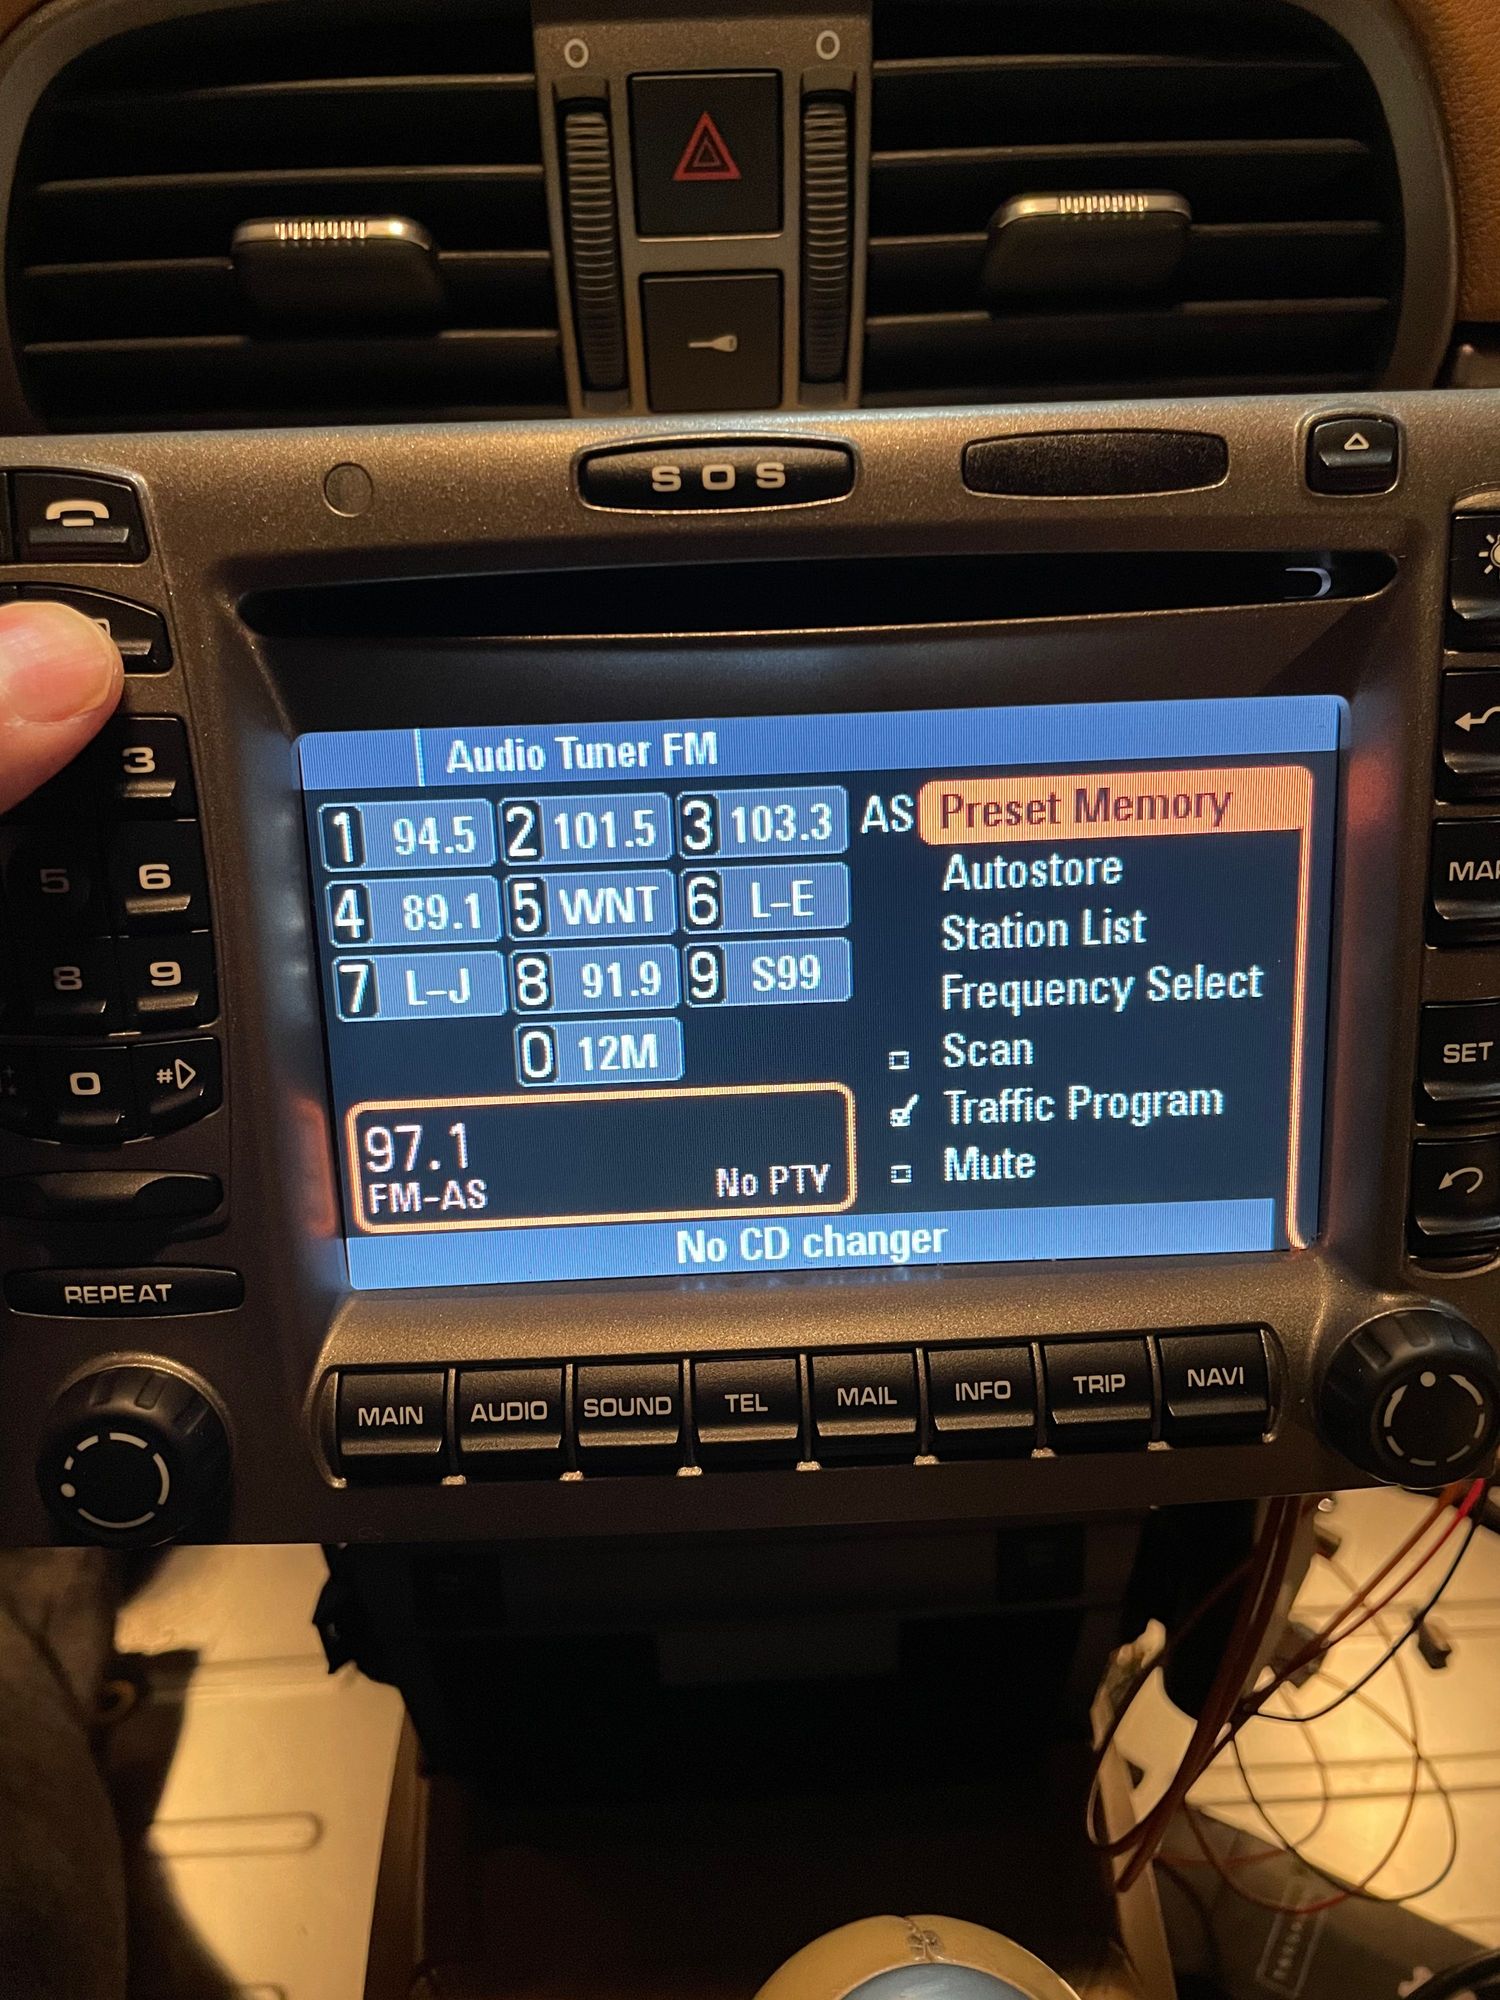 SOS
Audio Tuner FM
1 94.5 2 101.5 3 103.3 AS Preset Memory
4 89.1 5 WNT 6 L-E Autostore
7 L-J 8 91.9 9 S99 Station List
0 12M Frequency Select
Scan
Traffic Program
Mute
97.1
FM-AS No PTY
No CD changer
3
5 6
8 9
0 #
REPEAT
SET
MAIN AUDIO SOUND TEL MAIL INFO TRIP NAVI